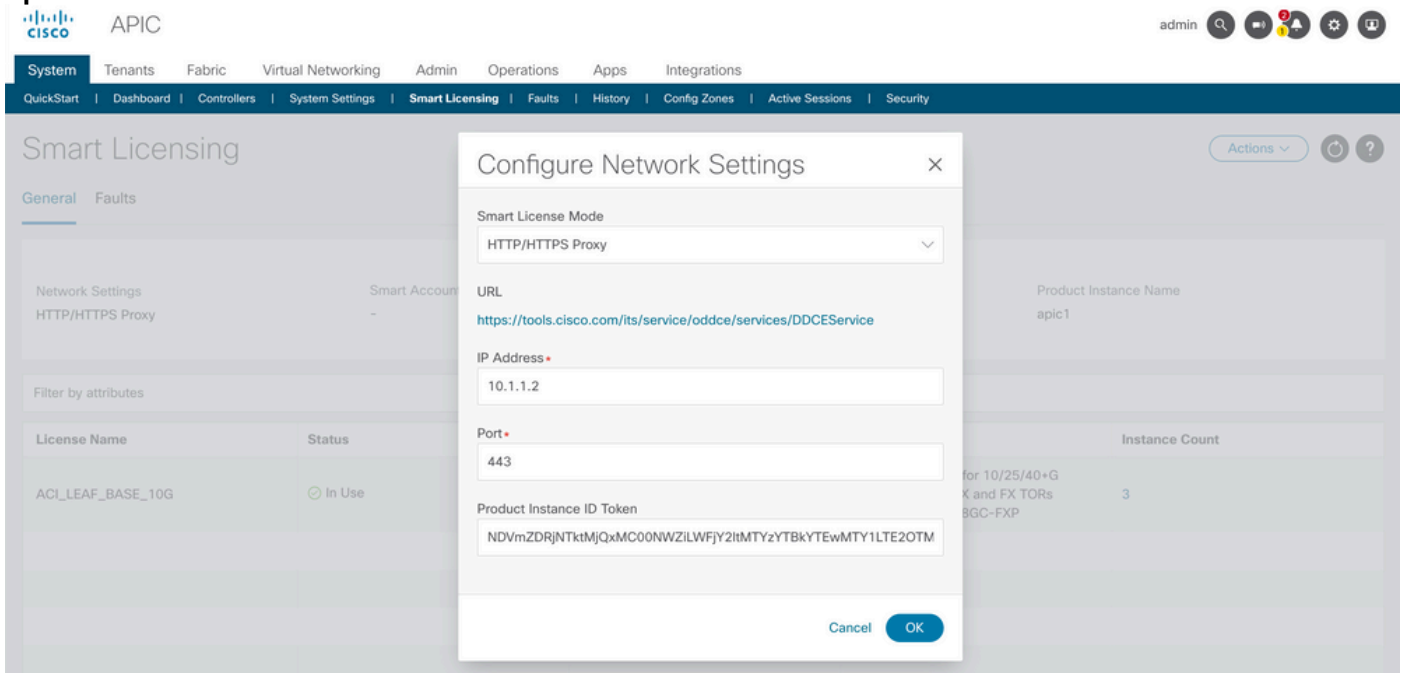 cisco
APIC
admin
2
1
System Tenants Fabric Virtual Networking Admin Operations Apps Integrations
QuickStart | Dashboard | Controllers | System Settings | Smart Licensing | Faults | History | Config Zones | Active Sessions | Security
Smart Licensing
Actions
?
General Faults
Network Settings
HTTP/HTTPS Proxy
Smart Accoun
-
Product Instance Name
apic1
Filter by attributes
License Name Status Instance Count
ACI_LEAF_BASE_10G In Use
for 10/25/40+G
X and FX TORs
8GC-FXP
3
Configure Network Settings
Smart License Mode
HTTP/HTTPS Proxy
URL
https://tools.cisco.com/its/service/oddce/services/DDCEService
IP Address•
10.1.1.2
Port•
443
Product Instance ID Token
NDVmZDRjNTktMjQxMC00NWZiLWFjY2ItMTYzYTBkYTEwMTY1LTE2OTM
Cancel OK